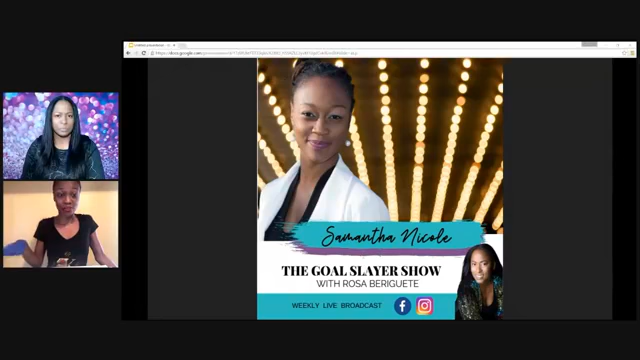 Samantha Nicole
THE GOAL SLAYER SHOW
WITH ROSA BERIGUETE
WEEKLY LIVE BROADCAST